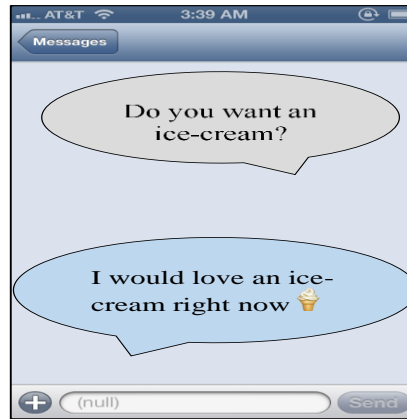 AT&T 3:39 AM
Messages
Do you want an
ice-cream?
I would love an ice-
cream right now 🍦
(null)
Send